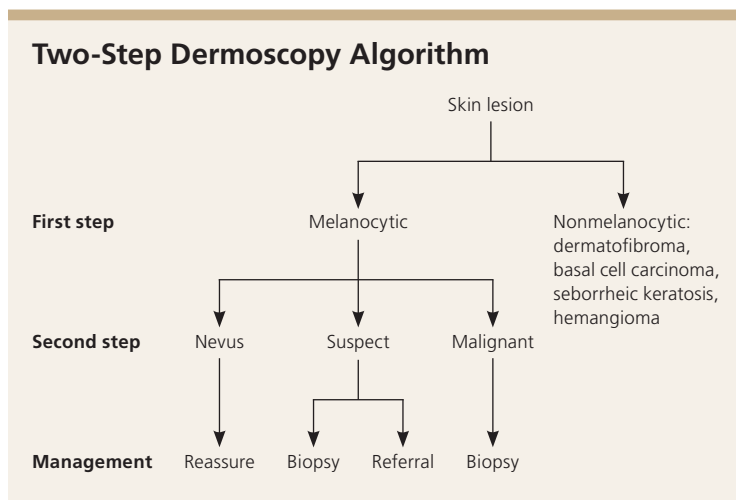 Two-Step Dermoscopy Algorithm
Skin lesion
First step
Melanocytic
Nonmelanocytic:
dermatofibroma,
basal cell carcinoma,
seborrheic keratosis,
hemangioma
Second step
Nevus
Suspect
Malignant
Management
Reassure
Biopsy
Referral
Biopsy